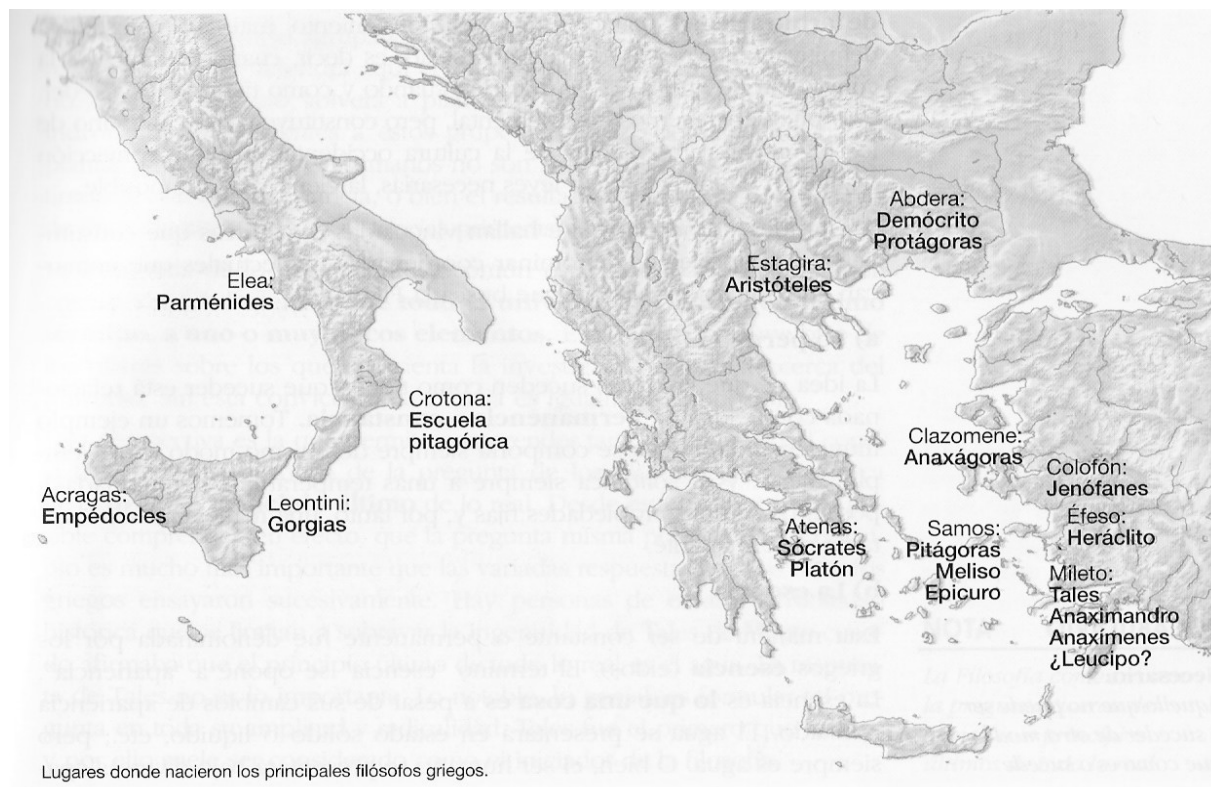 Abdera:
Demócrito
Protágoras
Estagira:
Aristóteles
Elea:
Parménides
Crotona:
Escuela
pitagórica
Clazomene:
Anaxágoras
Colofón:
Jenófanes
Acragas:
Empédocles
Leontini:
Gorgias
Atenas:
Sócrates
Platón
Samos:
Pitágoras
Meliso
Epicuro
Éfeso:
Heráclito
Mileto:
Tales
Anaximandro
Anaxímenes
¿Leucipo?
Lugares donde nacieron los principales filósofos griegos.